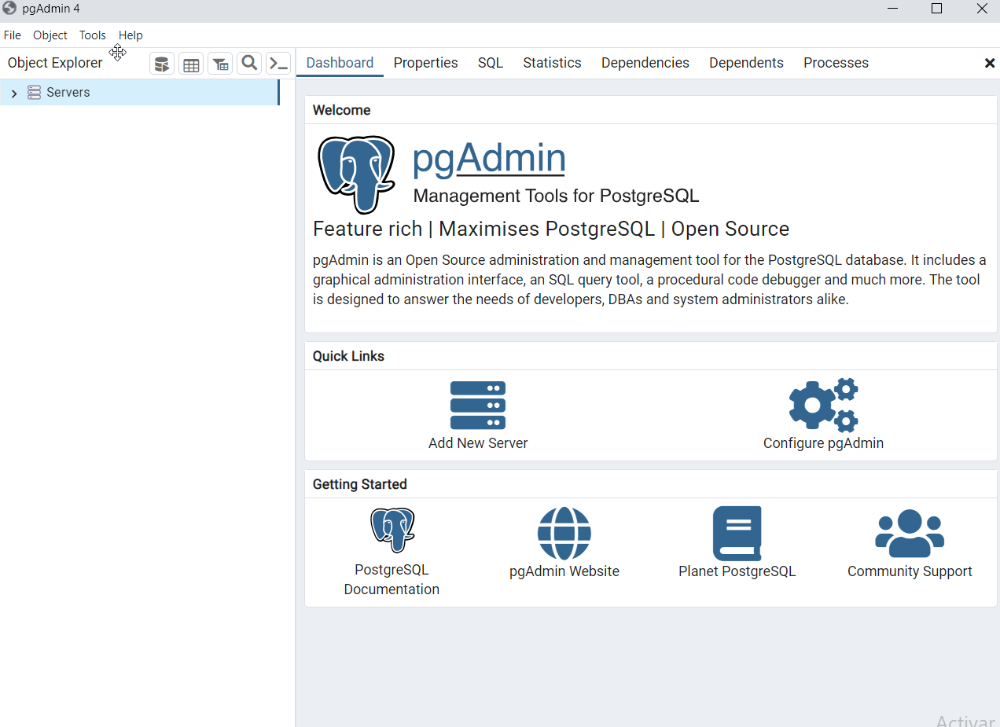 pgAdmin 4
File Object Tools Help
Object Explorer
Dashboard Properties SQL Statistics Dependencies Dependents Processes
Servers
Welcome
pgAdmin
Management Tools for PostgreSQL
Feature rich | Maximises PostgreSQL | Open Source
pgAdmin is an Open Source administration and management tool for the PostgreSQL database. It includes a
graphical administration interface, an SQL query tool, a procedural code debugger and much more. The tool
is designed to answer the needs of developers, DBAs and system administrators alike.
Quick Links
Add New Server
Configure pgAdmin
Getting Started
PostgreSQL
Documentation
pgAdmin Website
Planet PostgreSQL
Community Support
Activar